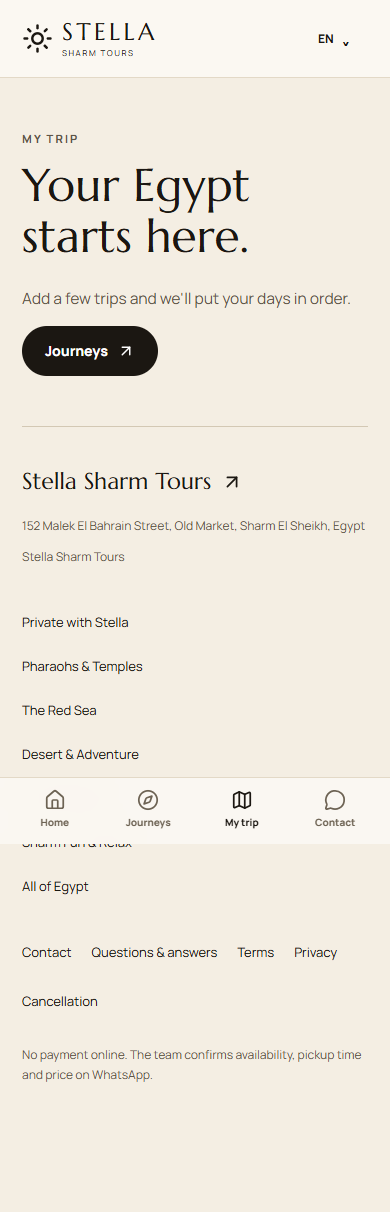 STELLA
SHARM TOURS
EN
MY TRIP
Your Egypt
starts here.
Add a few trips and we'll put your days in order.
Journeys
Stella Sharm Tours
152 Malek El Bahrain Street, Old Market, Sharm El Sheikh, Egypt
Stella Sharm Tours
Private with Stella
Pharaohs & Temples
The Red Sea
Desert & Adventure
Home Journeys My trip Contact
Sharm Fun & Relax
All of Egypt
Contact Questions & answers Terms Privacy
Cancellation
No payment online. The team confirms availability, pickup time
and price on WhatsApp.